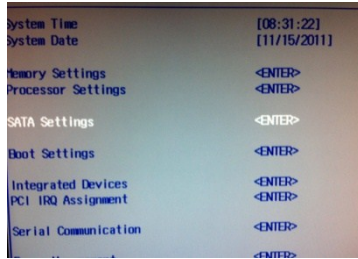 System Time [08:31:22]
System Date [11/15/2011]
Memory Settings <ENTER>
Processor Settings <ENTER>
SATA Settings <ENTER>
Boot Settings <ENTER>
Integrated Devices <ENTER>
PCI IRQ Assignment <ENTER>
Serial Communication <ENTER>
<ENTER>